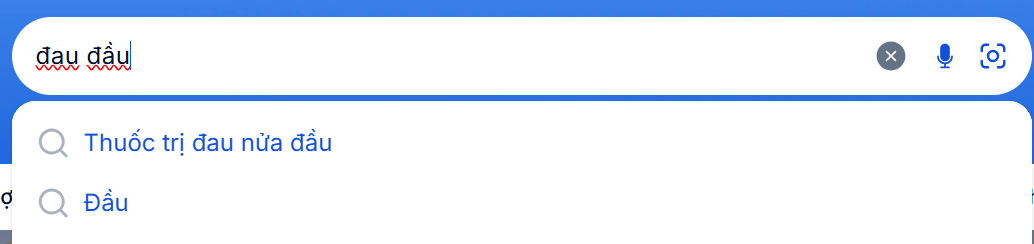 đau đầu
Thuốc trị đau nửa đầu
Đầu